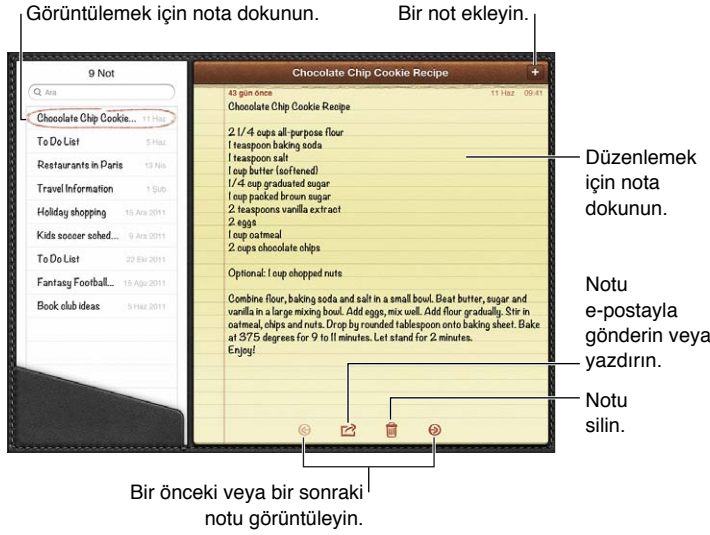 Görüntülemek için nota dokunun.
Bir not ekleyin.
9 Not
Chocolate Chip Cookie Recipe
+
Ara
43 gün önce
11 Haz 09:41
Chocolate Chip Cookie... 11 Haz
To Do List 5 Haz
Restaurants in Paris 13 Nis
Travel Information 1 Şub
Holiday shopping 15 Ara 2011
Kids soccer sched... 9 Ara 2011
To Do List 22 Eki 2011
Fantasy Football... 15 Ağu 2011
Book club ideas 5 Haz 2011
Chocolate Chip Cookie Recipe
2 1/4 cups all-purpose flour
1 teaspoon baking soda
1 teaspoon salt
1 cup butter (softened)
1/4 cup graduated sugar
1 cup packed brown sugar
2 teaspoons vanilla extract
2 eggs
1 cup oatmeal
2 cups chocolate chips
Optional: 1 cup chopped nuts
Combine flour, baking soda and salt in a small bowl. Beat butter, sugar and
vanilla in a large mixing bowl. Add eggs, mix well. Add flour gradually. Stir in
oatmeal, chips and nuts. Drop by rounded tablespoon onto baking sheet. Bake
at 375 degrees for 9 to 11 minutes. Let stand for 2 minutes.
Enjoy!
Düzenlemek
için nota
dokunun.
Notu
e-postayla
gönderin veya
yazdırın.
Notu
silin.
Bir önceki veya bir sonraki
notu görüntüleyin.